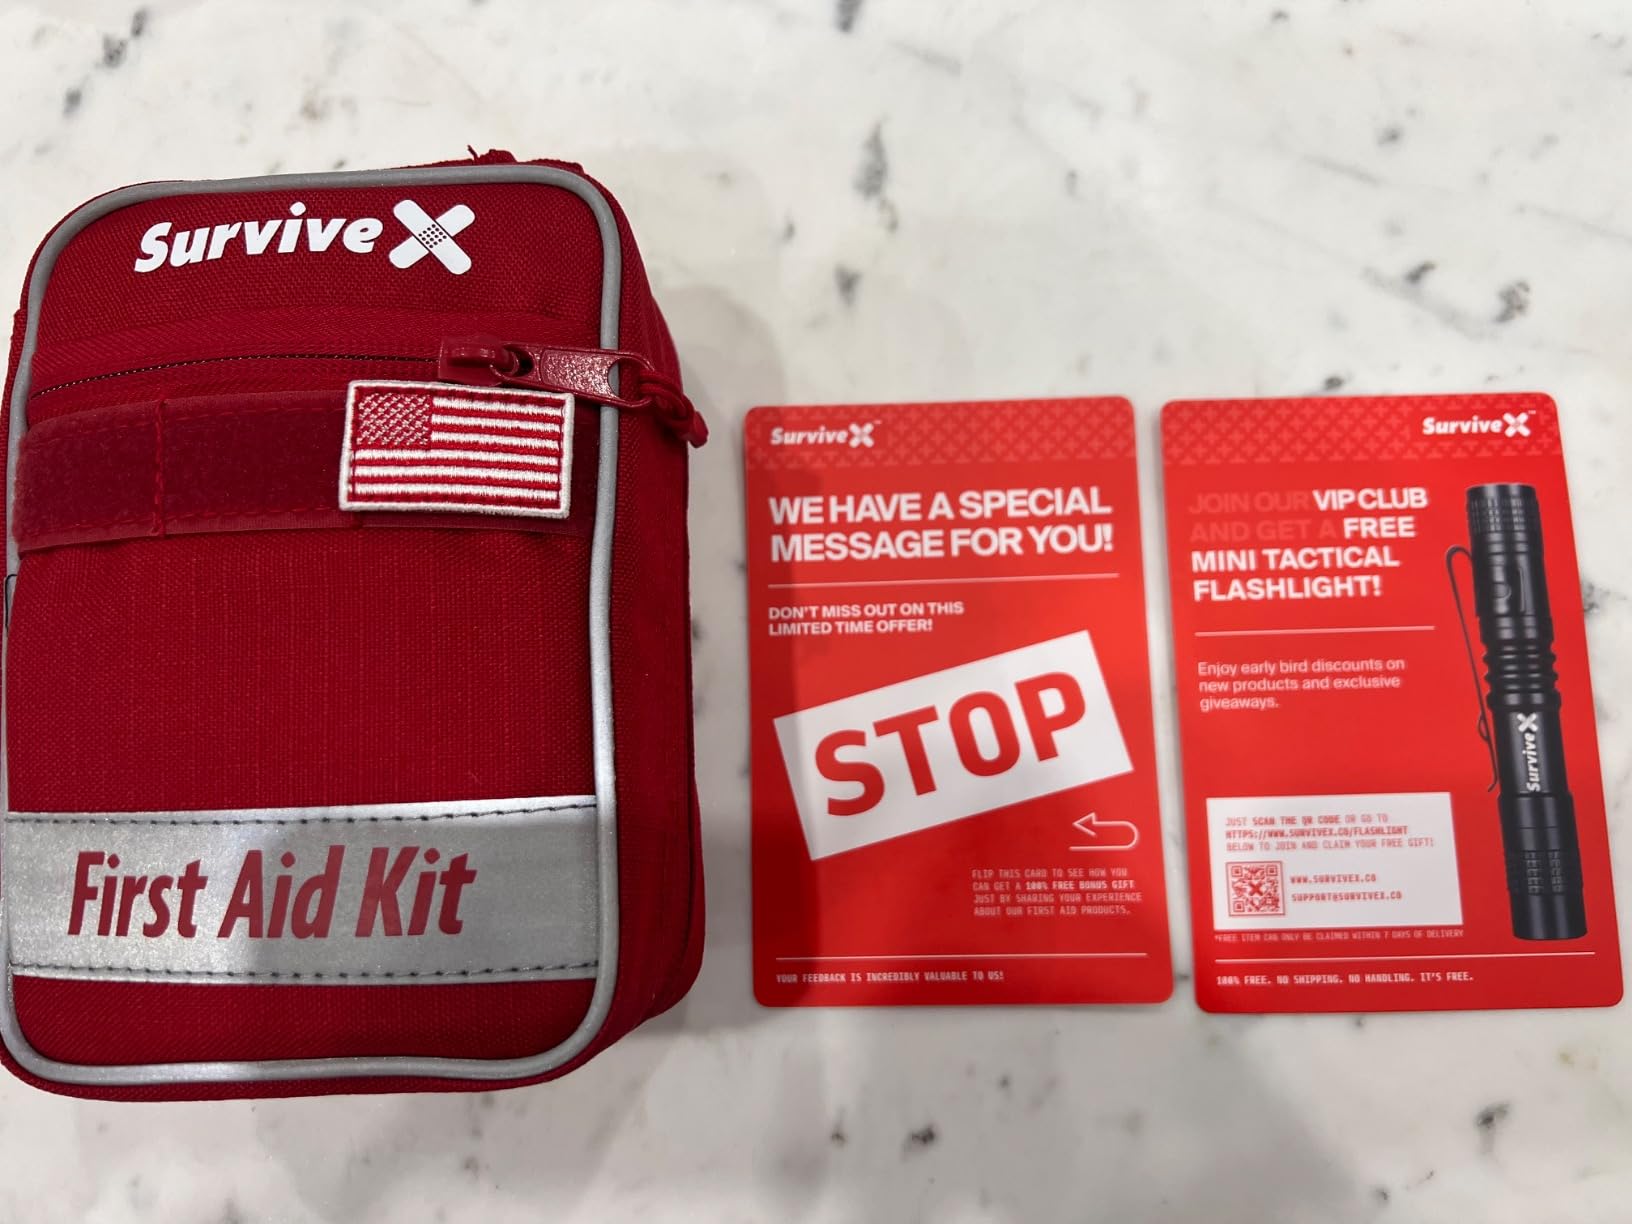 SurviveX
First Aid Kit
SurviveX™
WE HAVE A SPECIAL
MESSAGE FOR YOU!
DON'T MISS OUT ON THIS
LIMITED TIME OFFER!
STOP
FLIP THIS CARD TO SEE HOW YOU
CAN GET A 100% FREE BONUS GIFT
JUST BY SHARING YOUR EXPERIENCE
ABOUT OUR FIRST AID PRODUCTS.
YOUR FEEDBACK IS INCREDIBLY VALUABLE TO US!
SurviveX™
JOIN OUR VIP CLUB
AND GET A FREE
MINI TACTICAL
FLASHLIGHT!
Enjoy early bird discounts on
new products and exclusive
giveaways.
SurviveX
JUST SCAN THE QR CODE OR GO TO
HTTPS://WWW.SURVIVEX.CO/FLASHLIGHT
BELOW TO JOIN AND CLAIM YOUR FREE GIFT!
WWW.SURVIVEX.CO
SUPPORT@SURVIVEX.CO
*FREE ITEM CAN ONLY BE CLAIMED WITHIN 7 DAYS OF DELIVERY
100% FREE. NO SHIPPING. NO HANDLING. IT'S FREE.